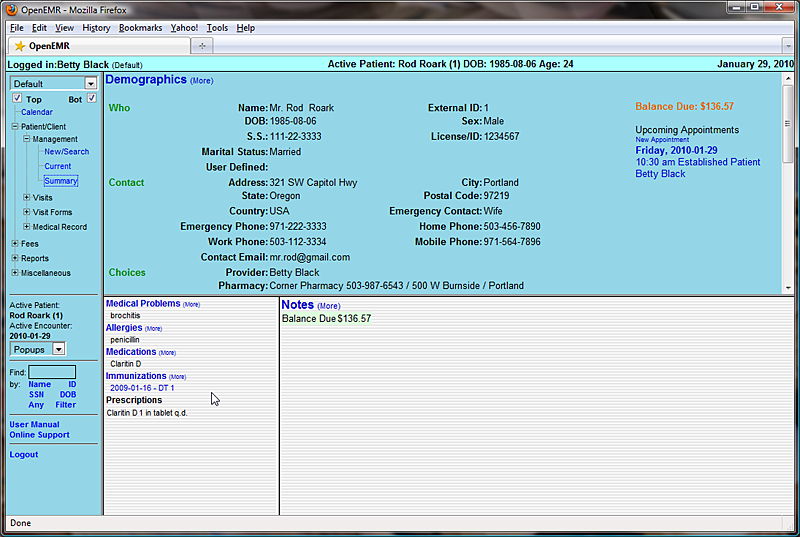 OpenEMR - Mozilla Firefox
File Edit View History Bookmarks Yahoo! Tools Help
OpenEMR
Logged in:Betty Black (Default)
Active Patient: Rod Roark (1) DOB: 1985-08-06 Age: 24
January 29, 2010
Default
Top Bot
Calendar
Patient/Client
Management
New/Search
Current
Summary
Visits
Visit Forms
Medical Record
Fees
Reports
Miscellaneous
Active Patient:
Rod Roark (1)
Active Encounter:
2010-01-29
Popups
Find:
by: Name ID
SSN DOB
Any Filter
User Manual
Online Support
Logout
Demographics (More)
Who
Name: Mr. Rod Roark External ID: 1
DOB: 1985-08-06 Sex: Male
S.S.: 111-22-3333 License/ID: 1234567
Marital Status: Married
User Defined:
Contact
Address: 321 SW Capitol Hwy City: Portland
State: Oregon Postal Code: 97219
Country: USA Emergency Contact: Wife
Emergency Phone: 971-222-3333 Home Phone: 503-456-7890
Work Phone: 503-112-3334 Mobile Phone: 971-564-7896
Contact Email: mr.rod@gmail.com
Choices
Provider: Betty Black
Pharmacy: Corner Pharmacy 503-987-6543 / 500 W Burnside / Portland
Balance Due: $136.57
Upcoming Appointments
New Appointment
Friday, 2010-01-29
10:30 am Established Patient
Betty Black
Medical Problems (More)
brochitis
Allergies (More)
penicillin
Medications (More)
Claritin D
Immunizations (More)
2009-01-16 - DT 1
Prescriptions
Claritin D 1 in tablet q.d.
Notes (More)
Balance Due $136.57
Done